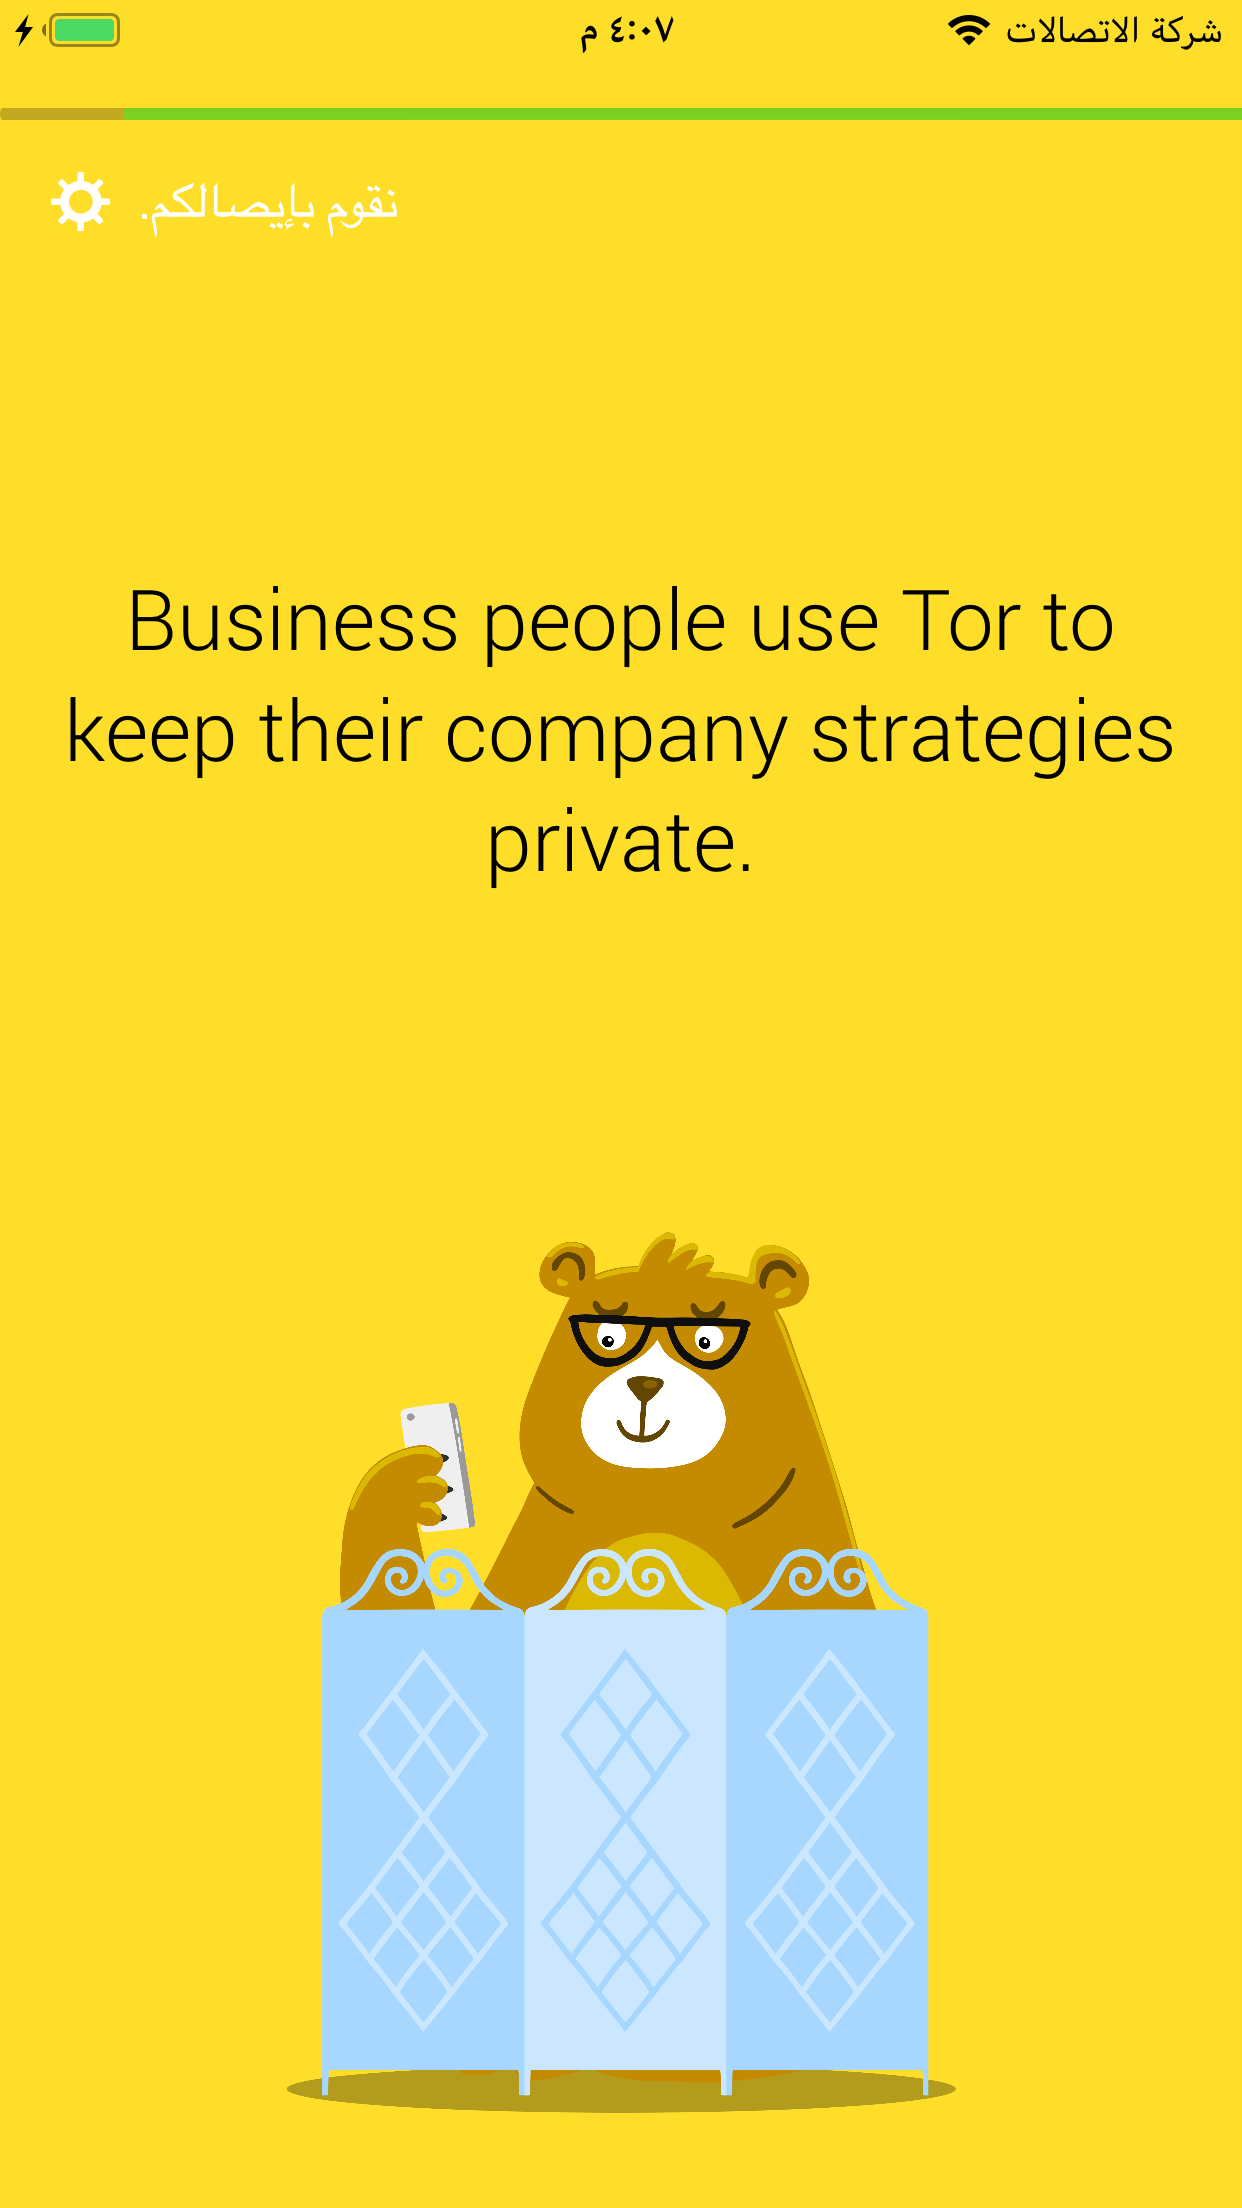 شركة الاتصالات
٤:٠٧ م
نقوم بإيصالكم.
Business people use Tor to
keep their company strategies
private.